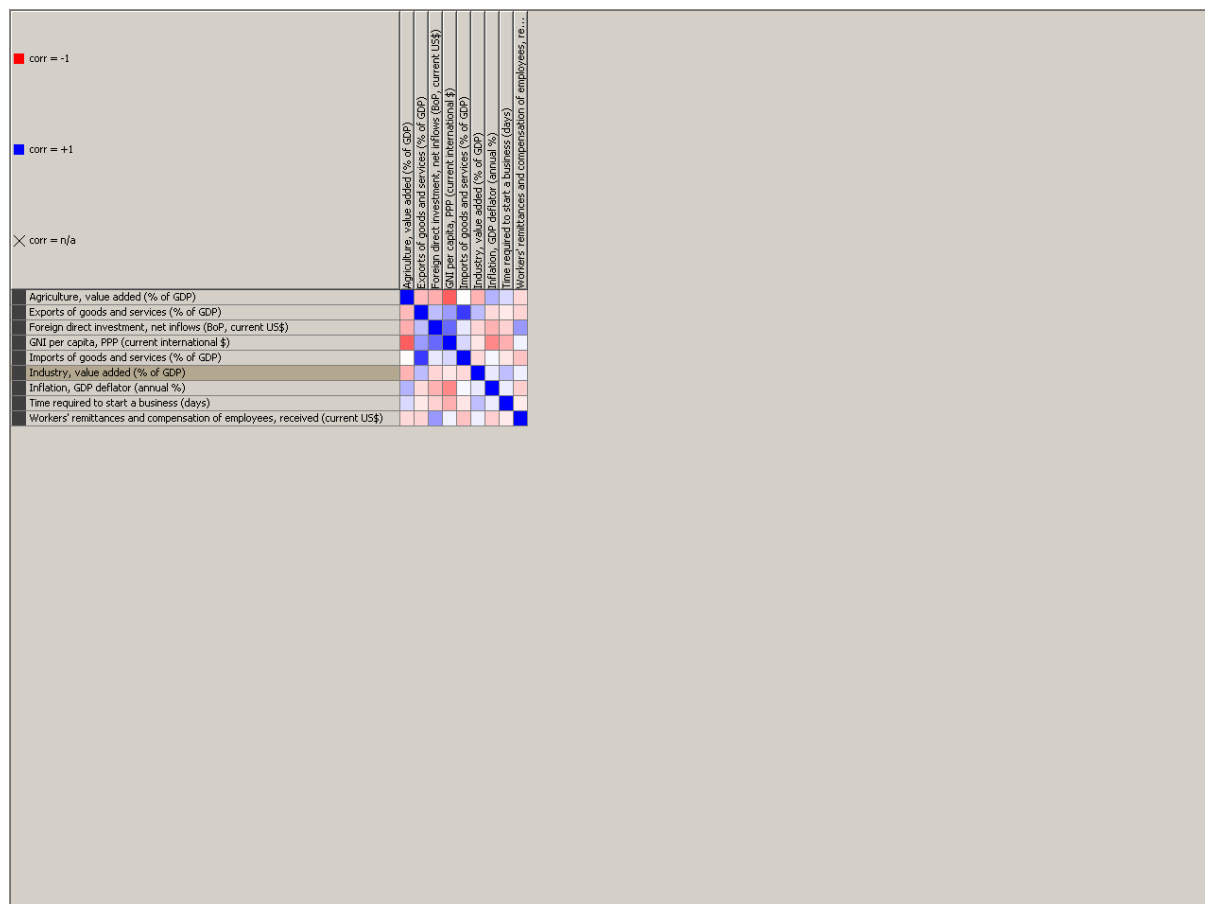 corr = -1
corr = +1
corr = n/a
Agriculture, value added (% of GDP)
Exports of goods and services (% of GDP)
Foreign direct investment, net inflows (BoP, current US$)
GNI per capita, PPP (current international $)
Imports of goods and services (% of GDP)
Industry, value added (% of GDP)
Inflation, GDP deflator (annual %)
Time required to start a business (days)
Workers' remittances and compensation of employees, re...
Agriculture, value added (% of GDP)
Exports of goods and services (% of GDP)
Foreign direct investment, net inflows (BoP, current US$)
GNI per capita, PPP (current international $)
Imports of goods and services (% of GDP)
Industry, value added (% of GDP)
Inflation, GDP deflator (annual %)
Time required to start a business (days)
Workers' remittances and compensation of employees, received (current US$)